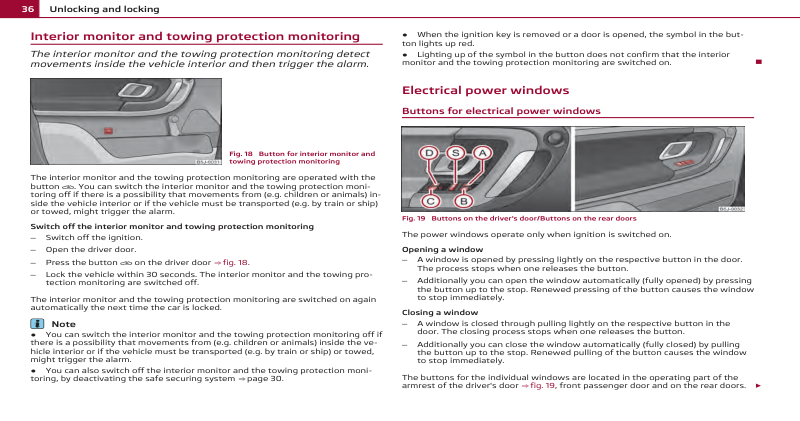 36 Unlocking and locking
Interior monitor and towing protection monitoring
The interior monitor and the towing protection monitoring detect
movements inside the vehicle interior and then trigger the alarm.
Fig. 18 Button for interior monitor and
towing protection monitoring
The interior monitor and the towing protection monitoring are operated with the
button . You can switch the interior monitor and the towing protection moni-
toring off if there is a possibility that movements from (e.g. children or animals) in-
side the vehicle interior or if the vehicle must be transported (e.g. by train or ship)
or towed, might trigger the alarm.
Switch off the interior monitor and towing protection monitoring
– Switch off the ignition.
– Open the driver door.
– Press the button  on the driver door ⇒ fig. 18.
– Lock the vehicle within 30 seconds. The interior monitor and the towing pro-
tection monitoring are switched off.
The interior monitor and the towing protection monitoring are switched on again
automatically the next time the car is locked.
Note
● You can switch the interior monitor and the towing protection monitoring off if
there is a possibility that movements from (e.g. children or animals) inside the ve-
hicle interior or if the vehicle must be transported (e.g. by train or ship) or towed,
might trigger the alarm.
● You can also switch off the interior monitor and the towing protection moni-
toring, by deactivating the safe securing system ⇒ page 30.
● When the ignition key is removed or a door is opened, the symbol in the but-
ton lights up red.
● Lighting up of the symbol in the button does not confirm that the interior
monitor and the towing protection monitoring are switched on.
Electrical power windows
Buttons for electrical power windows
D S A
C B
Fig. 19 Buttons on the driver's door/Buttons on the rear doors
The power windows operate only when ignition is switched on.
Opening a window
– A window is opened by pressing lightly on the respective button in the door.
The process stops when one releases the button.
– Additionally you can open the window automatically (fully opened) by pressing
the button up to the stop. Renewed pressing of the button causes the window
to stop immediately.
Closing a window
– A window is closed through pulling lightly on the respective button in the
door. The closing process stops when one releases the button.
– Additionally you can close the window automatically (fully closed) by pulling
the button up to the stop. Renewed pulling of the button causes the window
to stop immediately.
The buttons for the individual windows are located in the operating part of the
armrest of the driver's door ⇒ fig. 19, front passenger door and on the rear doors.